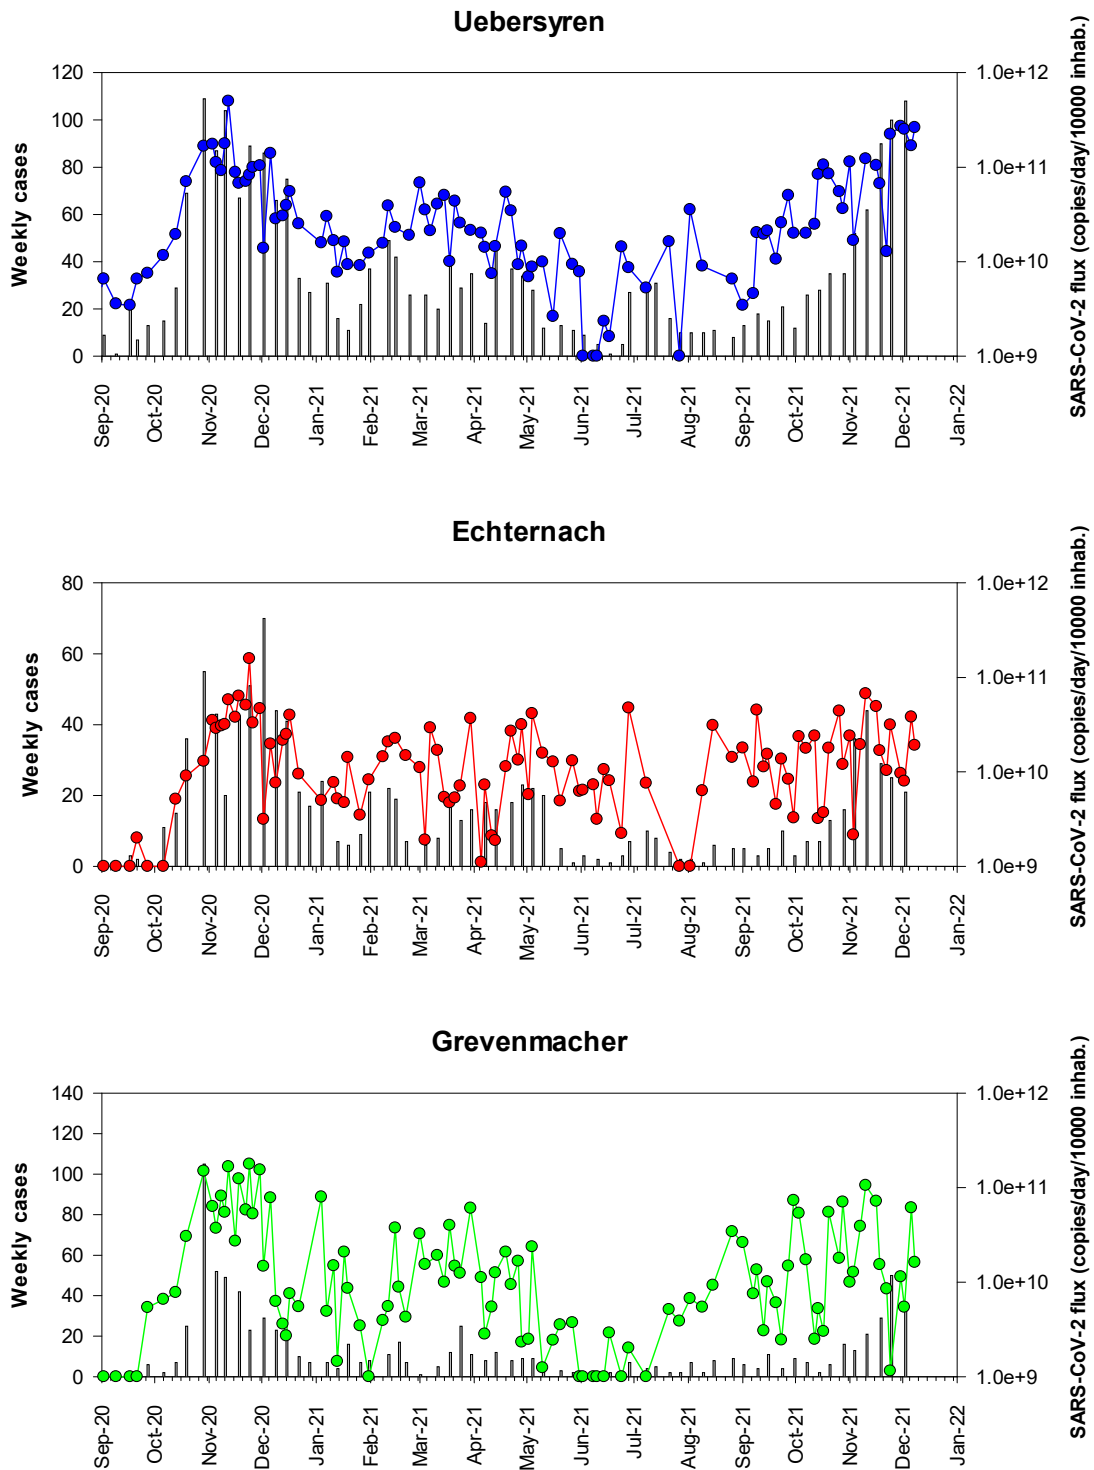 Uebersyren
Weekly cases
SARS-CoV-2 flux (copies/day/10000 inhab.)
120
100
80
60
40
20
0
1.0e+12
1.0e+11
1.0e+10
1.0e+9
Sep-20
Oct-20
Nov-20
Dec-20
Jan-21
Feb-21
Mar-21
Apr-21
May-21
Jun-21
Jul-21
Aug-21
Sep-21
Oct-21
Nov-21
Dec-21
Jan-22
Echternach
Weekly cases
SARS-CoV-2 flux (copies/day/10000 inhab.)
80
60
40
20
0
1.0e+12
1.0e+11
1.0e+10
1.0e+9
Sep-20
Oct-20
Nov-20
Dec-20
Jan-21
Feb-21
Mar-21
Apr-21
May-21
Jun-21
Jul-21
Aug-21
Sep-21
Oct-21
Nov-21
Dec-21
Jan-22
Grevenmacher
Weekly cases
SARS-CoV-2 flux (copies/day/10000 inhab.)
140
120
100
80
60
40
20
0
1.0e+12
1.0e+11
1.0e+10
1.0e+9
Sep-20
Oct-20
Nov-20
Dec-20
Jan-21
Feb-21
Mar-21
Apr-21
May-21
Jun-21
Jul-21
Aug-21
Sep-21
Oct-21
Nov-21
Dec-21
Jan-22